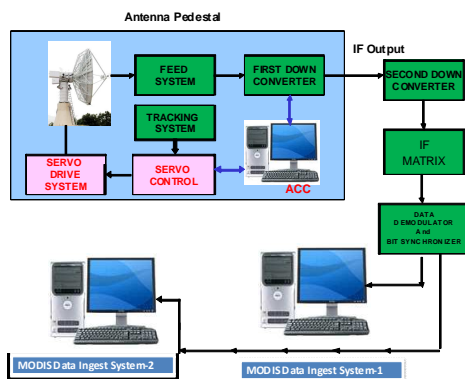 Antenna Pedestal
IF Output
FEED
SYSTEM
FIRST DOWN
CONVERTER
SECOND DOWN
CONVERTER
TRACKING
SYSTEM
SERVO
DRIVE
SYSTEM
SERVO
CONTROL
ACC
IF
MATRIX
DATA
DEMODULATOR
And
BIT SYNCHRONIZER
MODIS Data Ingest System-2
MODIS Data Ingest System-1